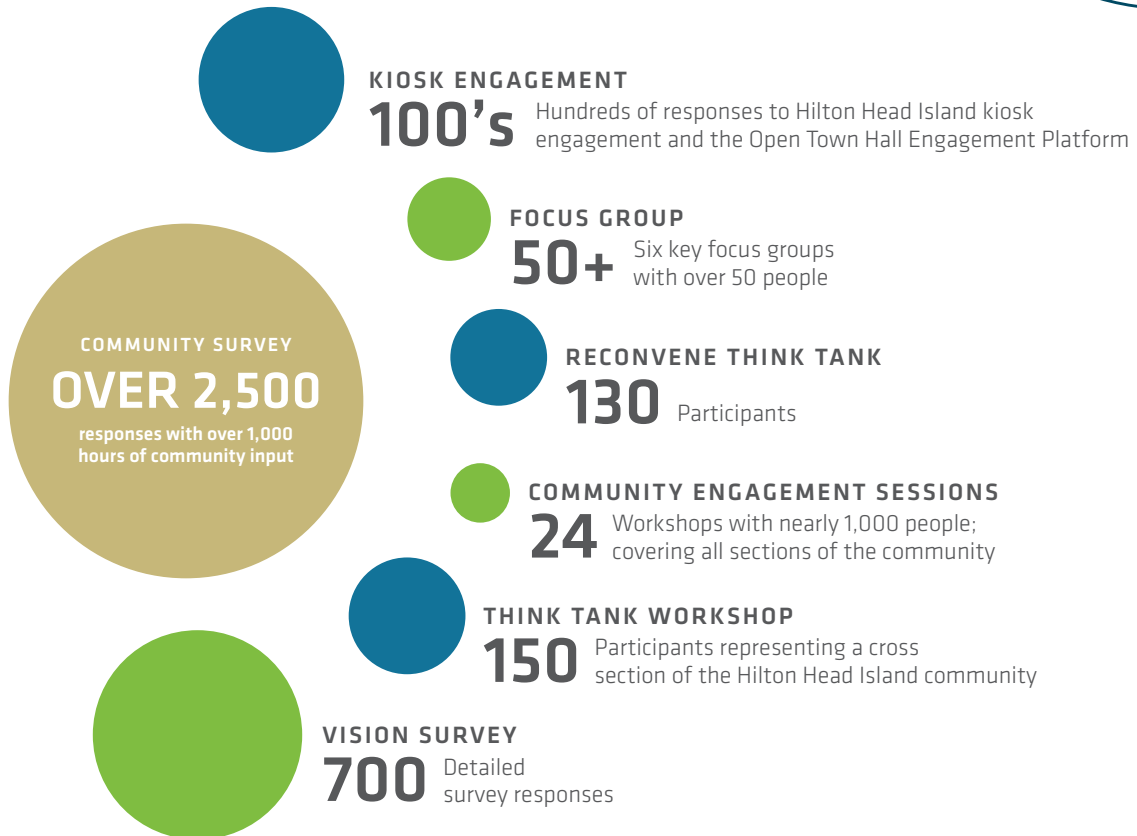 KIOSK ENGAGEMENT
100's
Hundreds of responses to Hilton Head Island kiosk
engagement and the Open Town Hall Engagement Platform
FOCUS GROUP
50+
Six key focus groups
with over 50 people
COMMUNITY SURVEY
OVER 2,500
responses with over 1,000
hours of community input
RECONVENE THINK TANK
130 Participants
COMMUNITY ENGAGEMENT SESSIONS
24
Workshops with nearly 1,000 people;
covering all sections of the community
THINK TANK WORKSHOP
150
Participants representing a cross
section of the Hilton Head Island community
VISION SURVEY
700
Detailed
survey responses